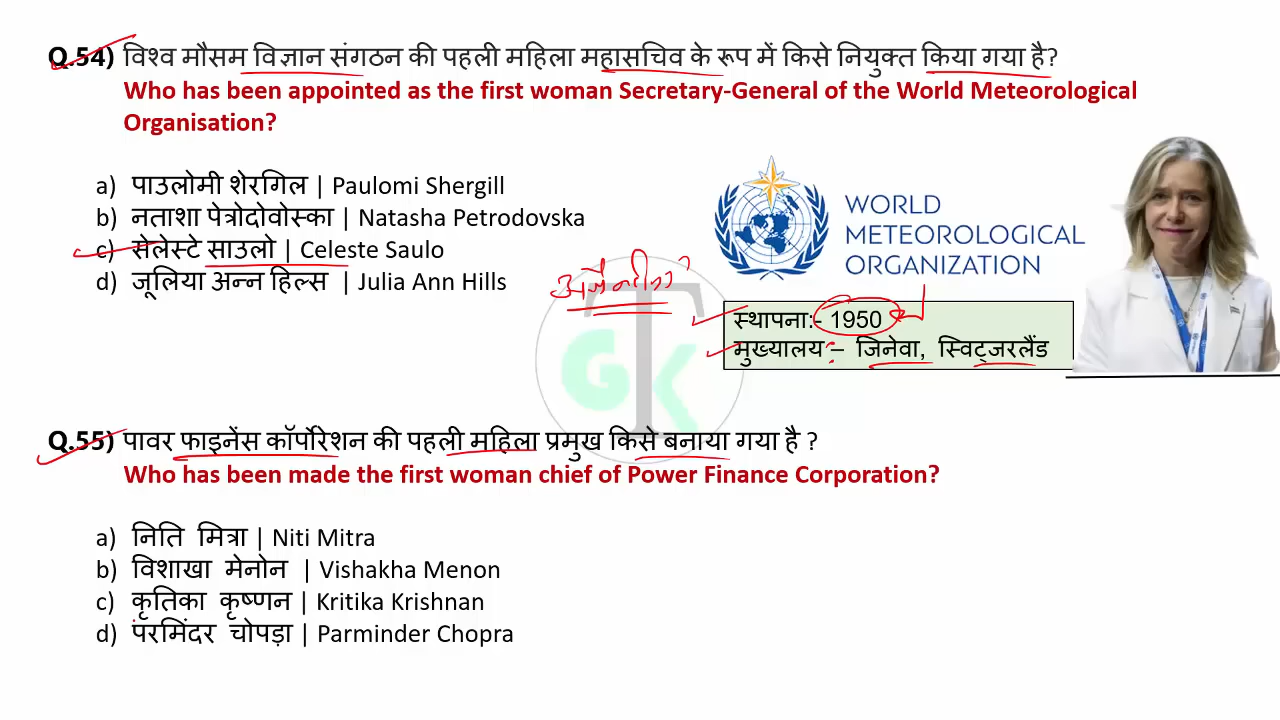 Q.54) विश्व मौसम विज्ञान संगठन की पहली महिला महासचिव के रूप में किसे नियुक्त किया गया है?
Who has been appointed as the first woman Secretary-General of the World Meteorological
Organisation?
a) पाउलोमी शेरगिल | Paulomi Shergill
b) नताशा पेत्रोदोवोस्का | Natasha Petrodovska
c) सेलेस्टे साउलो | Celeste Saulo
d) जूलिया अन्न हिल्स | Julia Ann Hills
WORLD
METEOROLOGICAL
ORGANIZATION
स्थापना:- 1950
मुख्यालय – जिनेवा, स्विट्जरलैंड
TGK
Q.55) पावर फाइनेंस कॉर्पोरेशन की पहली महिला प्रमुख किसे बनाया गया है ?
Who has been made the first woman chief of Power Finance Corporation?
a) निति मित्रा | Niti Mitra
b) विशाखा मेनोन | Vishakha Menon
c) कृतिका कृष्णन | Kritika Krishnan
d) परमिंदर चोपड़ा | Parminder Chopra